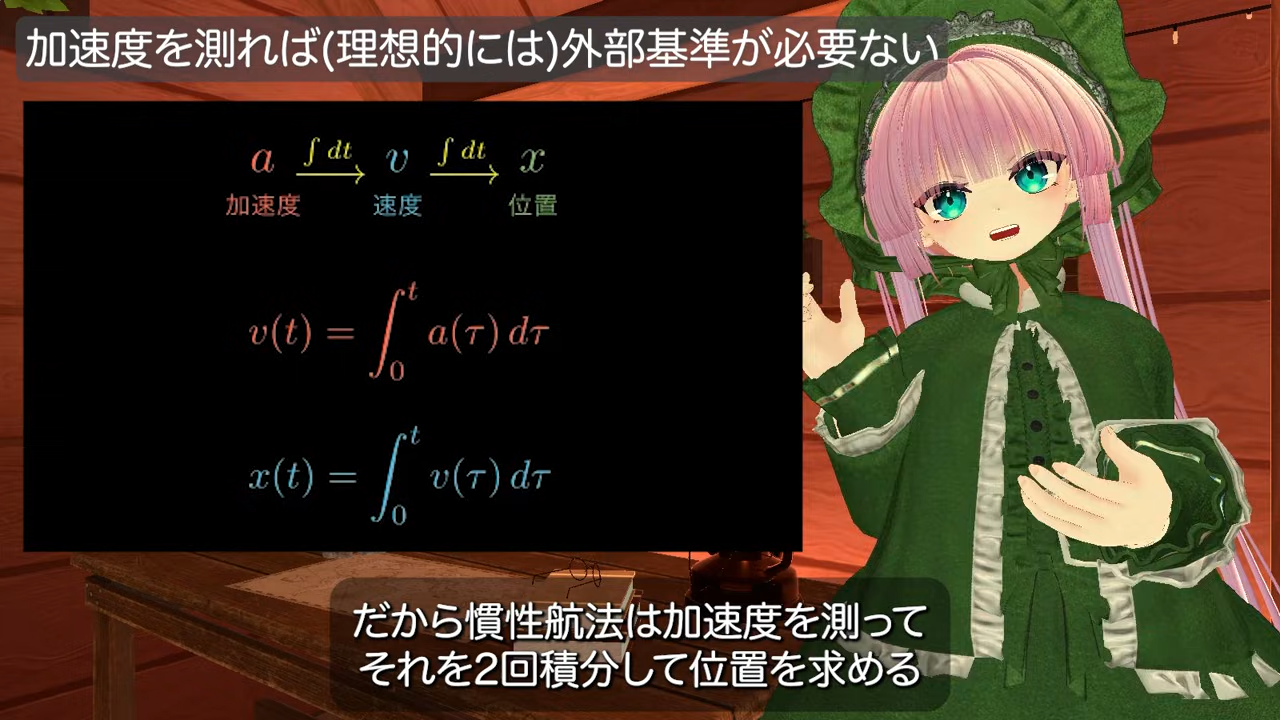 加速度を測れば(理想的には)外部基準が必要ない
a ∫dt→ v ∫dt→ x
加速度 速度 位置
v(t) = ∫₀ᵗ a(τ) dτ
x(t) = ∫₀ᵗ v(τ) dτ
だから慣性航法は加速度を測って
それを2回積分して位置を求める